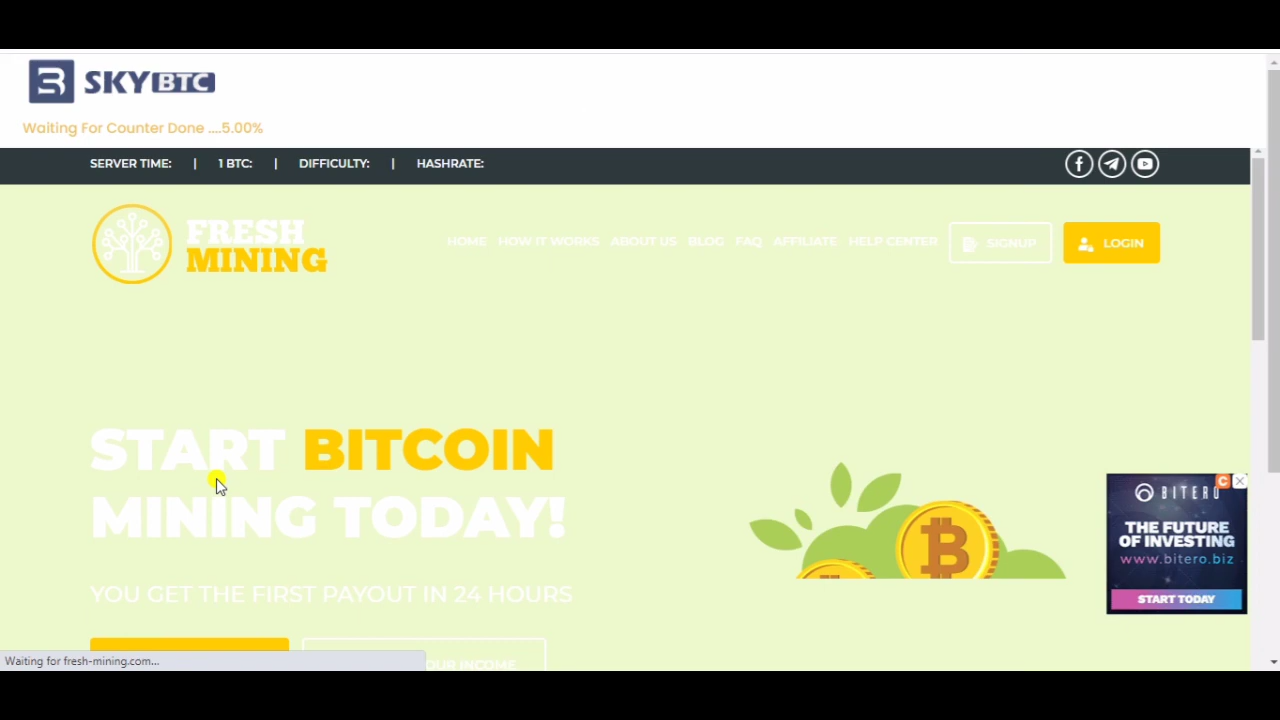 SKYBTC
Waiting For Counter Done ....5.00%
SERVER TIME: | 1 BTC: | DIFFICULTY: | HASHRATE:
FRESH
MINING
HOME HOW IT WORKS ABOUT US BLOG FAQ AFFILIATE HELP CENTER SIGNUP LOGIN
START BITCOIN
MINING TODAY!
YOU GET THE FIRST PAYOUT IN 24 HOURS
OUR INCOME
BITERO
THE FUTURE
OF INVESTING
www.bitero.biz
START TODAY
Waiting for fresh-mining.com...